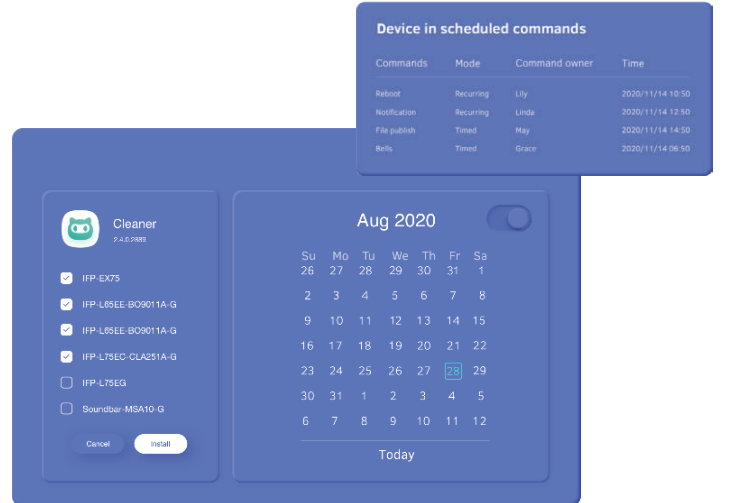 Device in scheduled commands
Commands Mode Command owner Time
Reboot Recurring Lily 2020/11/14 10:50
Notification Recurring Linda 2020/11/14 12:50
File publish Timed May 2020/11/14 14:50
Bells Timed Grace 2020/11/14 06:50
Cleaner
2.4.0.2883
IFP-EX75
IFP-L65EE-BO9011A-G
IFP-L65EE-BO9011A-G
IFP-L75EC-CLA251A-G
IFP-L75EG
Soundbar-MSA10-G
Cancel Install
Aug 2020
Su Mo Tu We Th Fr Sa
26 27 28 29 30 31 1
2 3 4 5 6 7 8
9 10 11 12 13 14 15
16 17 18 19 20 21 22
23 24 25 26 27 28 29
30 31 1 2 3 4 5
6 7 8 9 10 11 12
Today